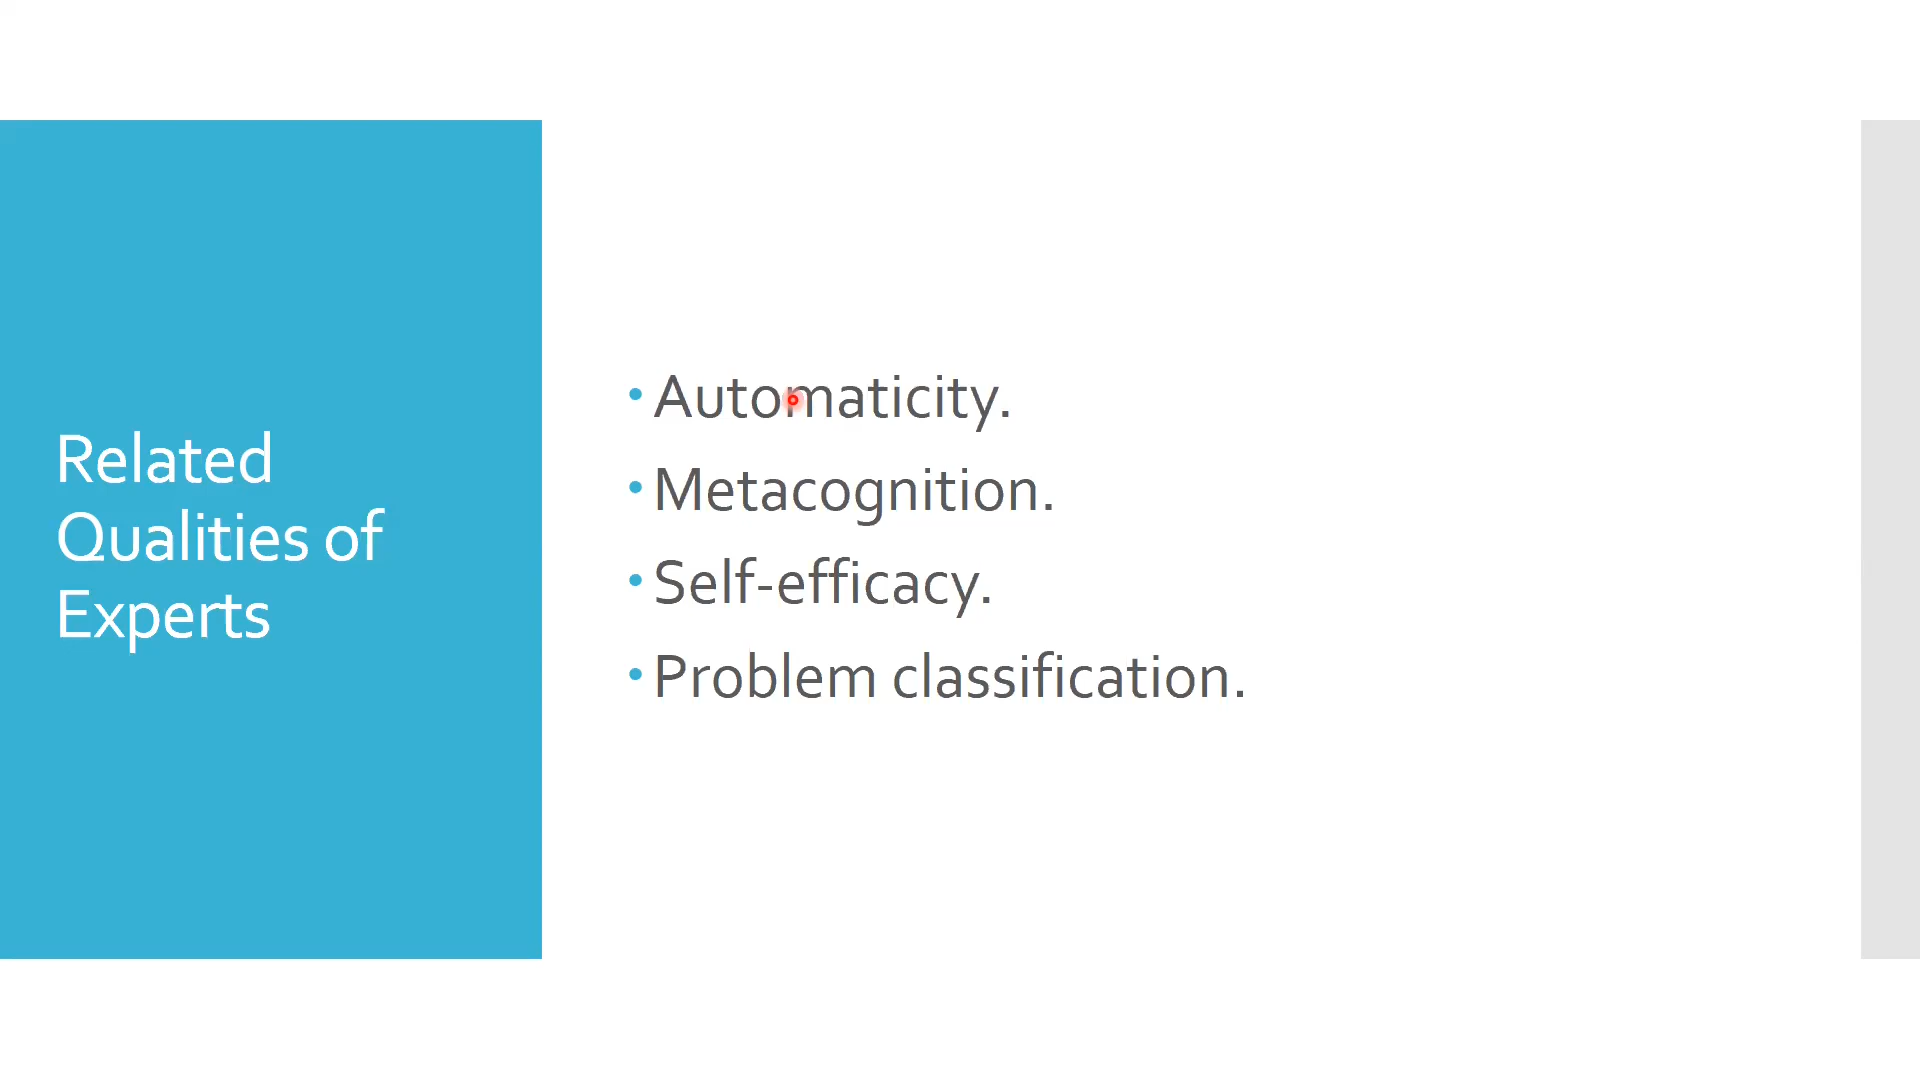 Related
Qualities of
Experts
• Automaticity.
• Metacognition.
• Self-efficacy.
• Problem classification.